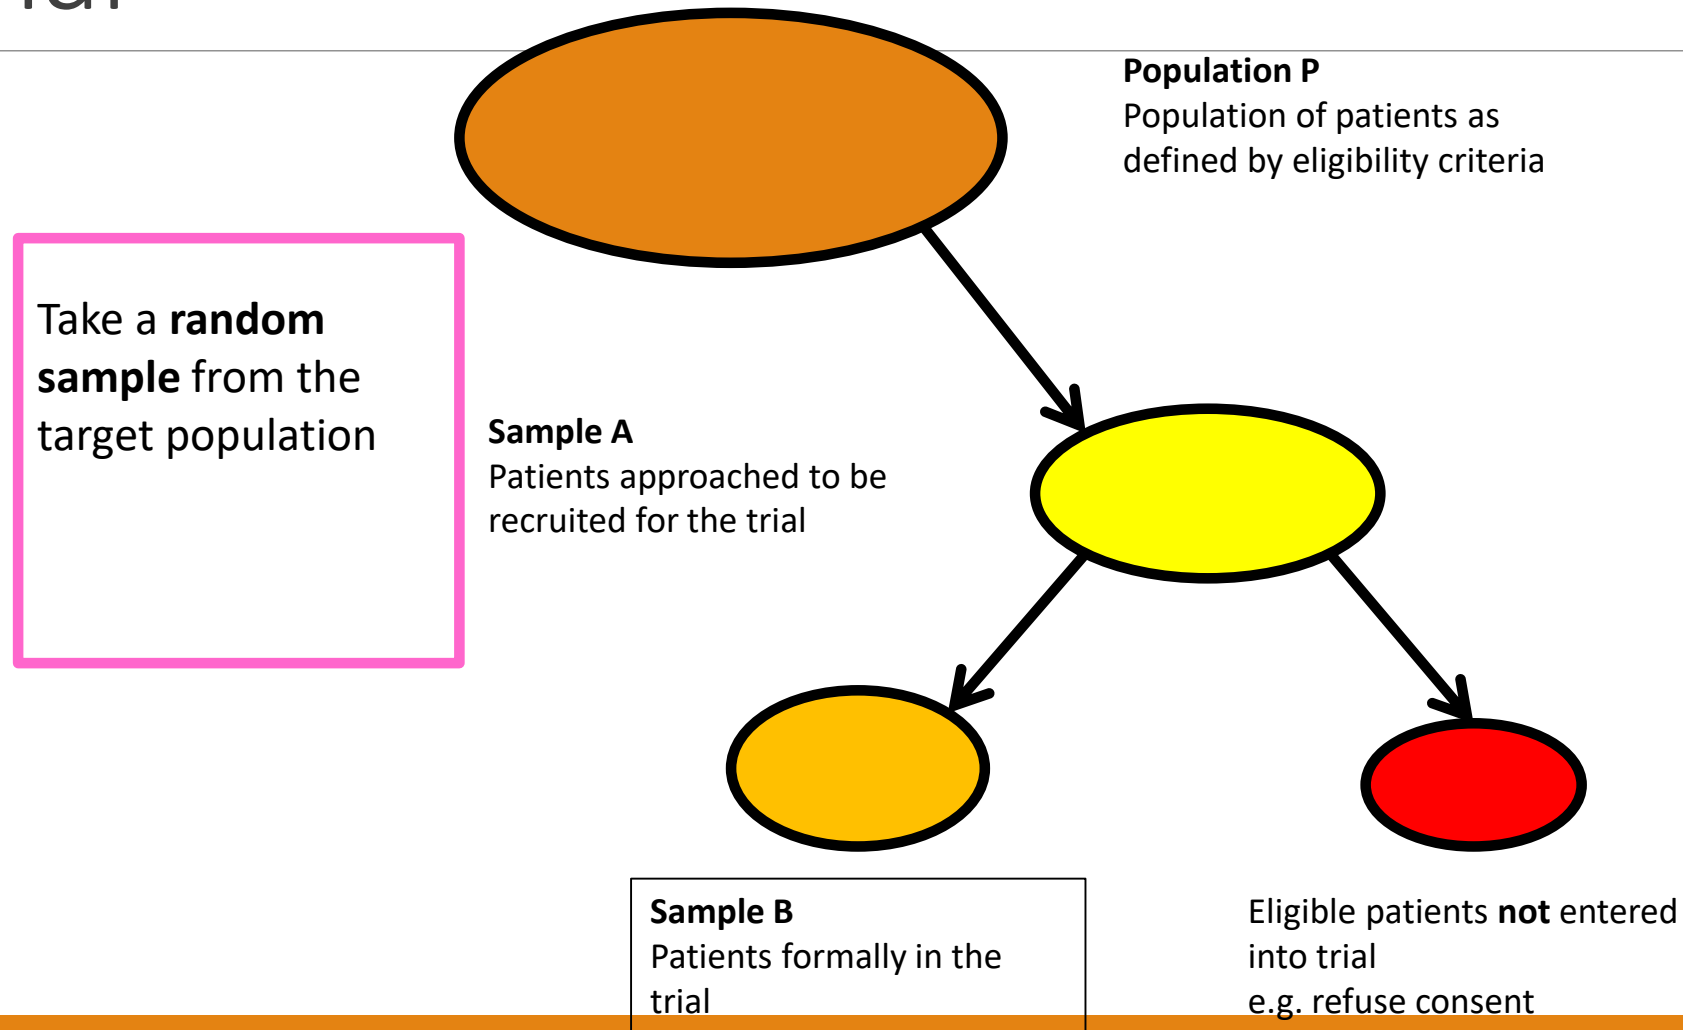 Population P
Population of patients as
defined by eligibility criteria
Take a random
sample from the
target population
Sample A
Patients approached to be
recruited for the trial
Sample B
Patients formally in the
trial
Eligible patients not entered
into trial
e.g. refuse consent